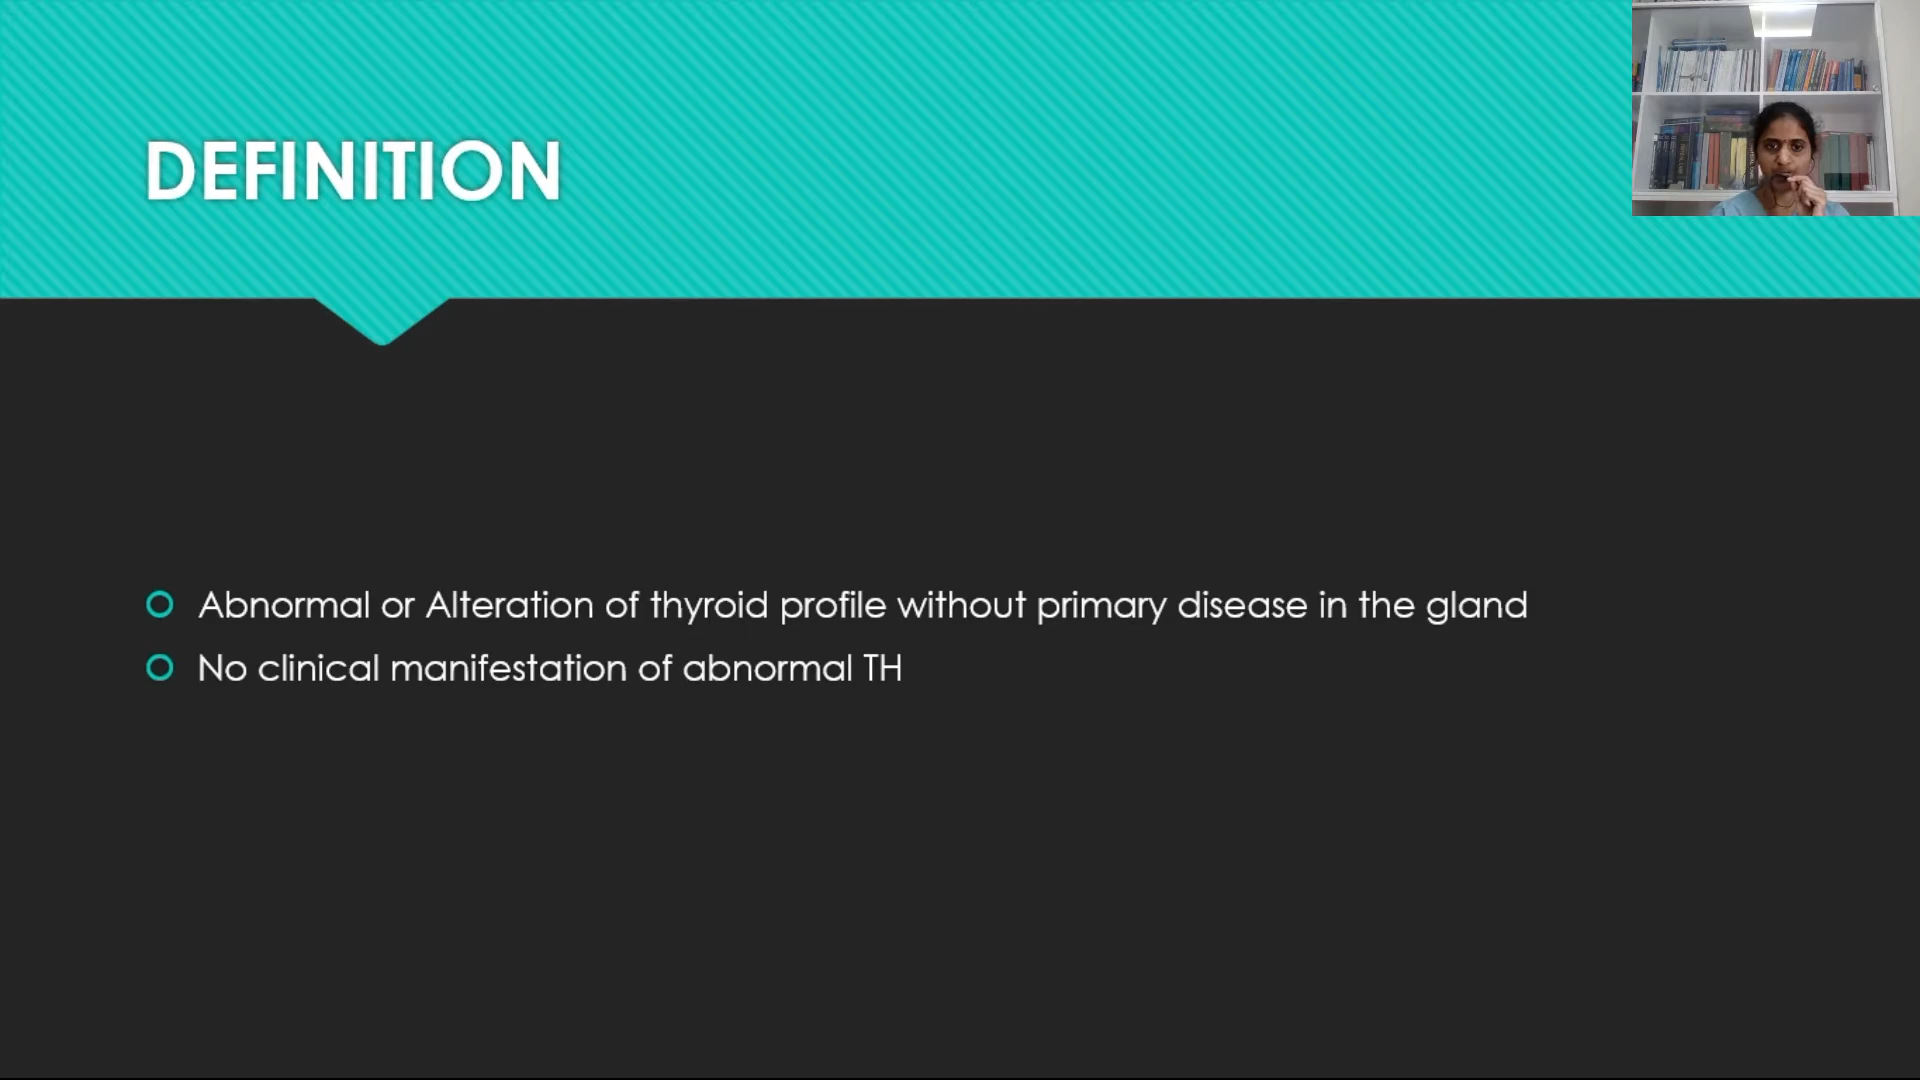 DEFINITION
Abnormal or Alteration of thyroid profile without primary disease in the gland
No clinical manifestation of abnormal TH